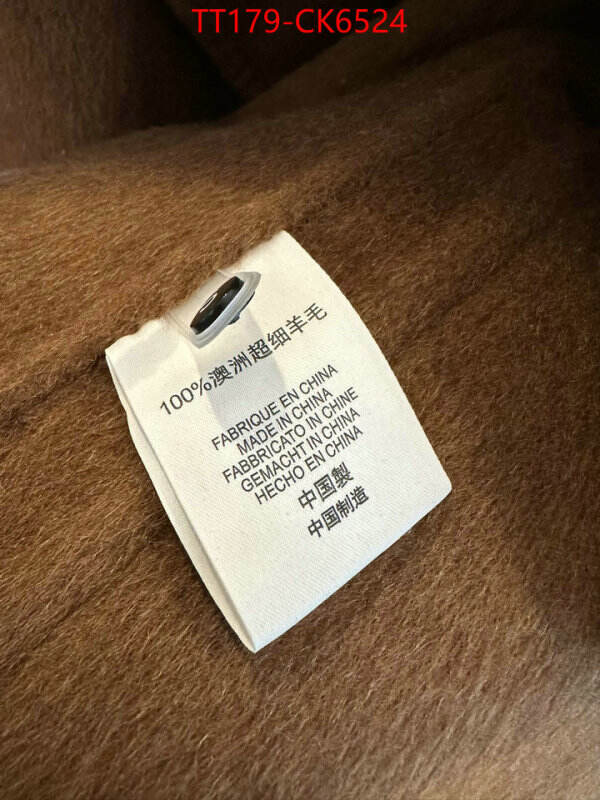 TT179-CK6524
100%澳洲超细羊毛
FABRIQUE EN CHINA
MADE IN CHINA
FABBRICATO IN CHINE
GEMACHT IN CHINA
HECHO EN CHINA
中国製
中国制造